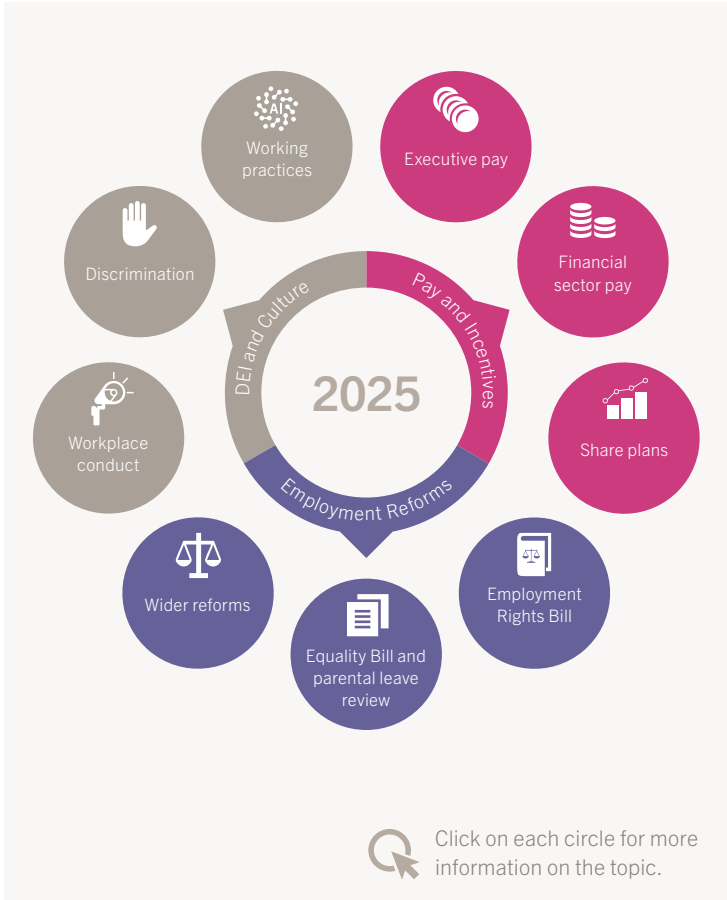 AI
Working
practices
Executive pay
Discrimination
Financial
sector pay
DEI and Culture
Pay and Incentives
2025
Workplace
conduct
Share plans
Employment Reforms
Wider reforms
Employment
Rights Bill
Equality Bill and
parental leave
review
Click on each circle for more
information on the topic.